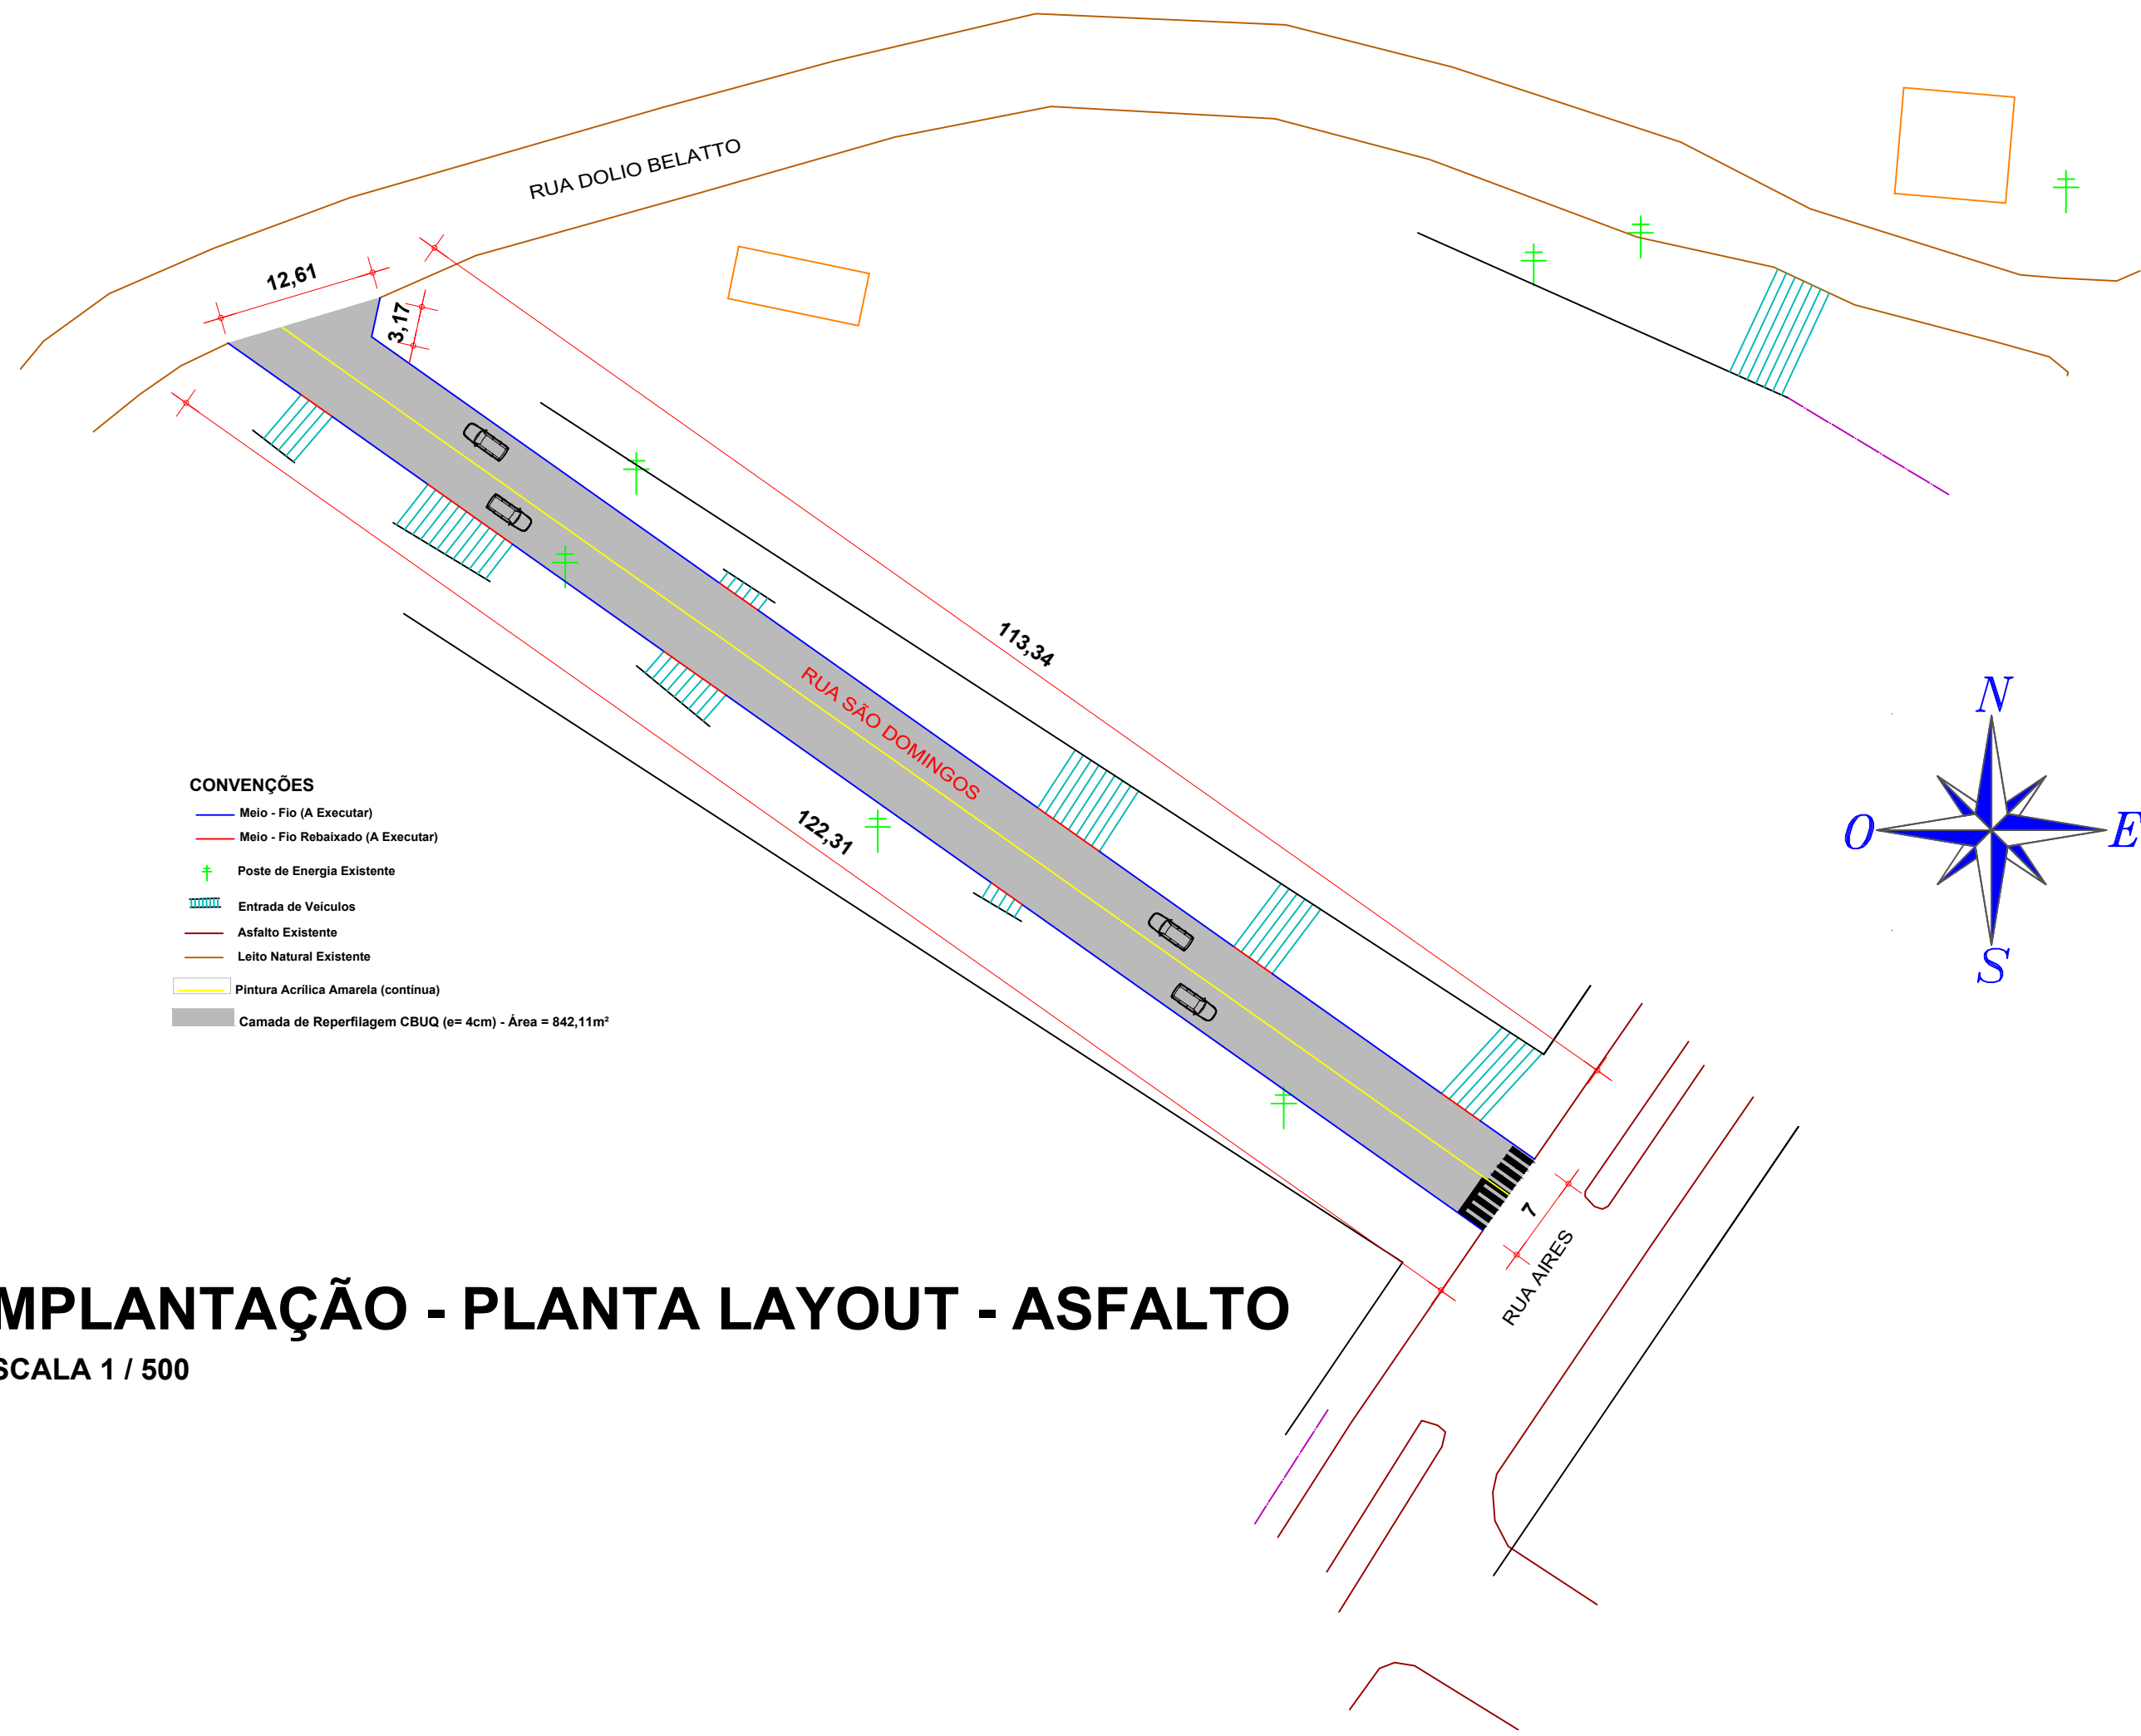 RUA DOLIO BELATTO
12,61
3,17
113,34
RUA SÃO DOMINGOS
122,31
N
O
E
S
CONVENÇÕES
Meio - Fio (A Executar)
Meio - Fio Rebaixado (A Executar)
Poste de Energia Existente
Entrada de Veículos
Asfalto Existente
Leito Natural Existente
Pintura Acrílica Amarela (contínua)
Camada de Reperfilagem CBUQ (e= 4cm) - Área = 842,11m²
7
RUA AIRES
MPLANTAÇÃO - PLANTA LAYOUT - ASFALTO
SCALA 1 / 500